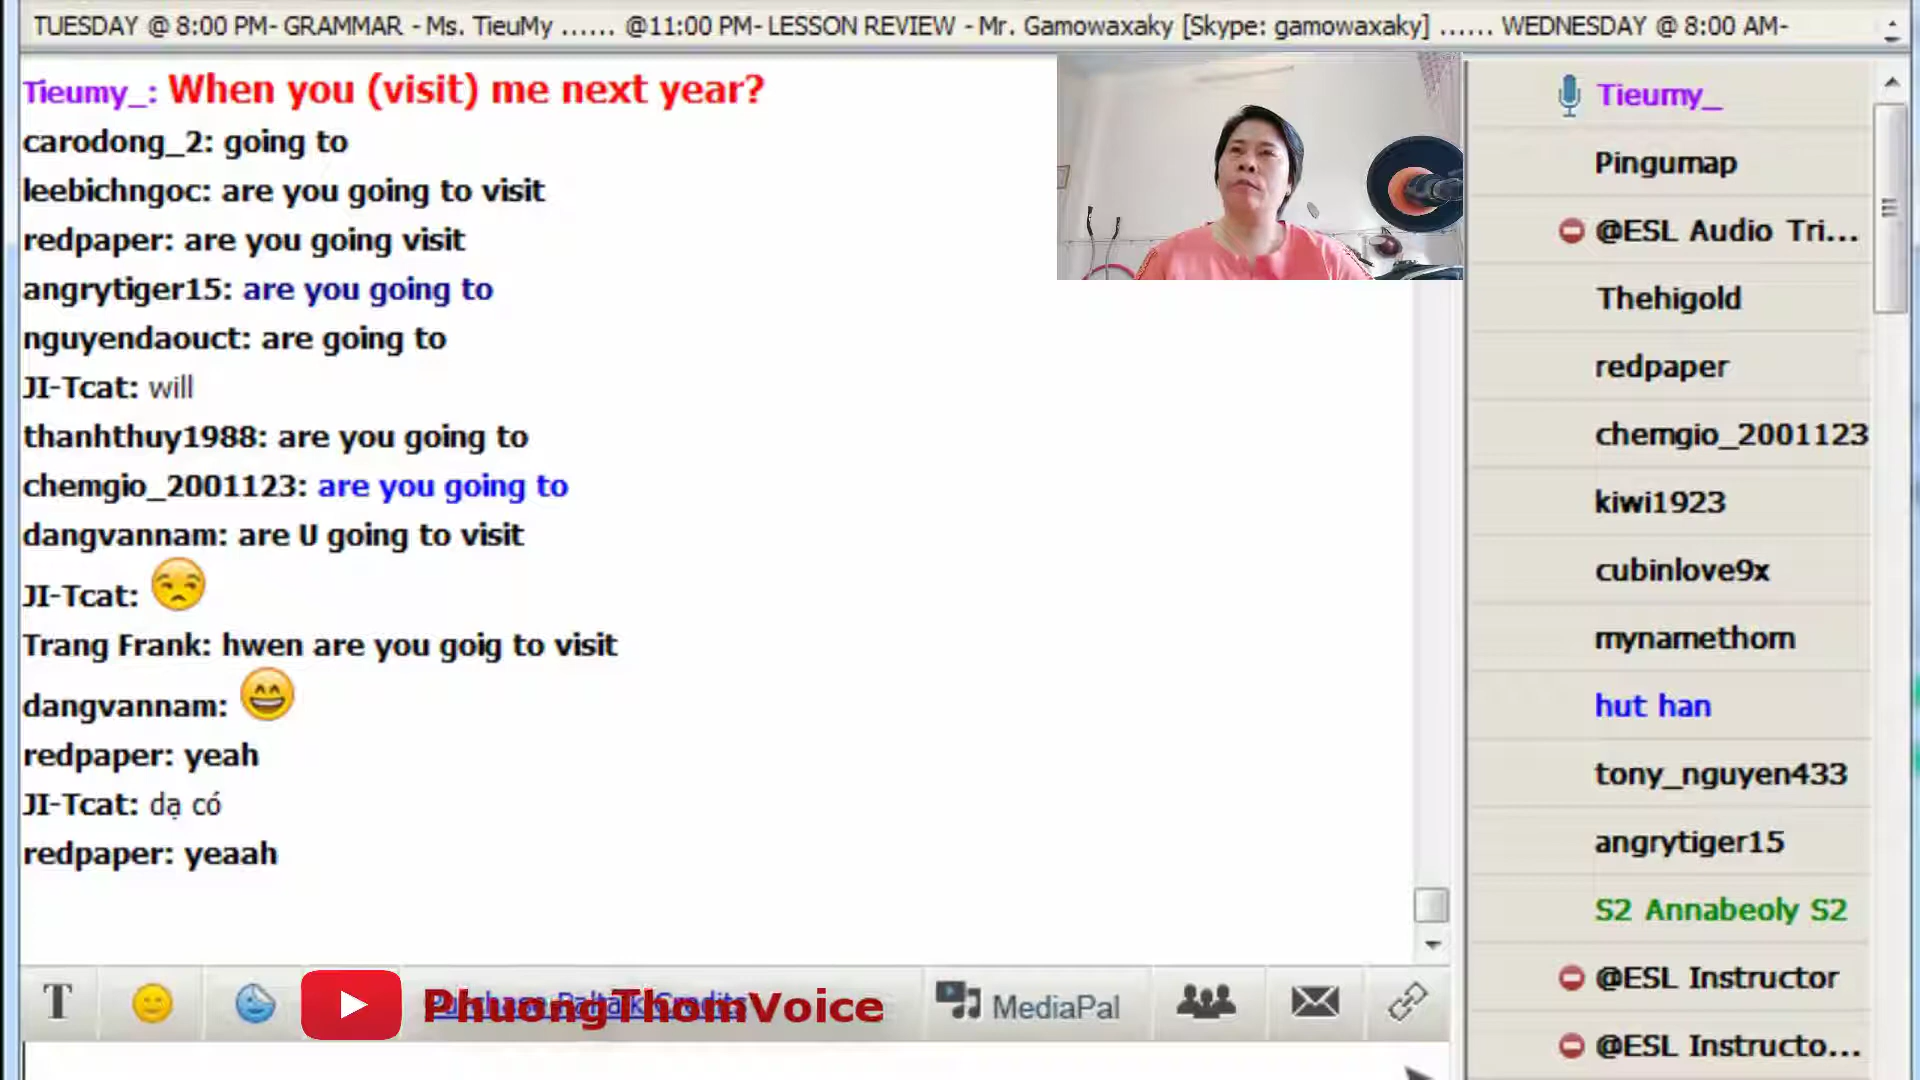 TUESDAY @ 8:00 PM- GRAMMAR - Ms. TieuMy ...... @11:00 PM- LESSON REVIEW - Mr. Gamowaxaky [Skype: gamowaxaky] ...... WEDNESDAY @ 8:00 AM-
Tieumy_: When you (visit) me next year?
carodong_2: going to
leebichngoc: are you going to visit
redpaper: are you going visit
angrytiger15: are you going to
nguyendaouct: are going to
JI-Tcat: will
thanhthuy1988: are you going to
chemgio_2001123: are you going to
dangvannam: are U going to visit
JI-Tcat:
Trang Frank: hwen are you goig to visit
dangvannam:
redpaper: yeah
JI-Tcat: dạ có
redpaper: yeaah
T
Purchase Paltalk Credits
PhuongThomVoice
MediaPal
Tieumy_
Pingumap
@ESL Audio Tri...
Thehigold
redpaper
chemgio_2001123
kiwi1923
cubinlove9x
mynamethom
hut han
tony_nguyen433
angrytiger15
S2 Annabeoly S2
@ESL Instructor
@ESL Instructo...